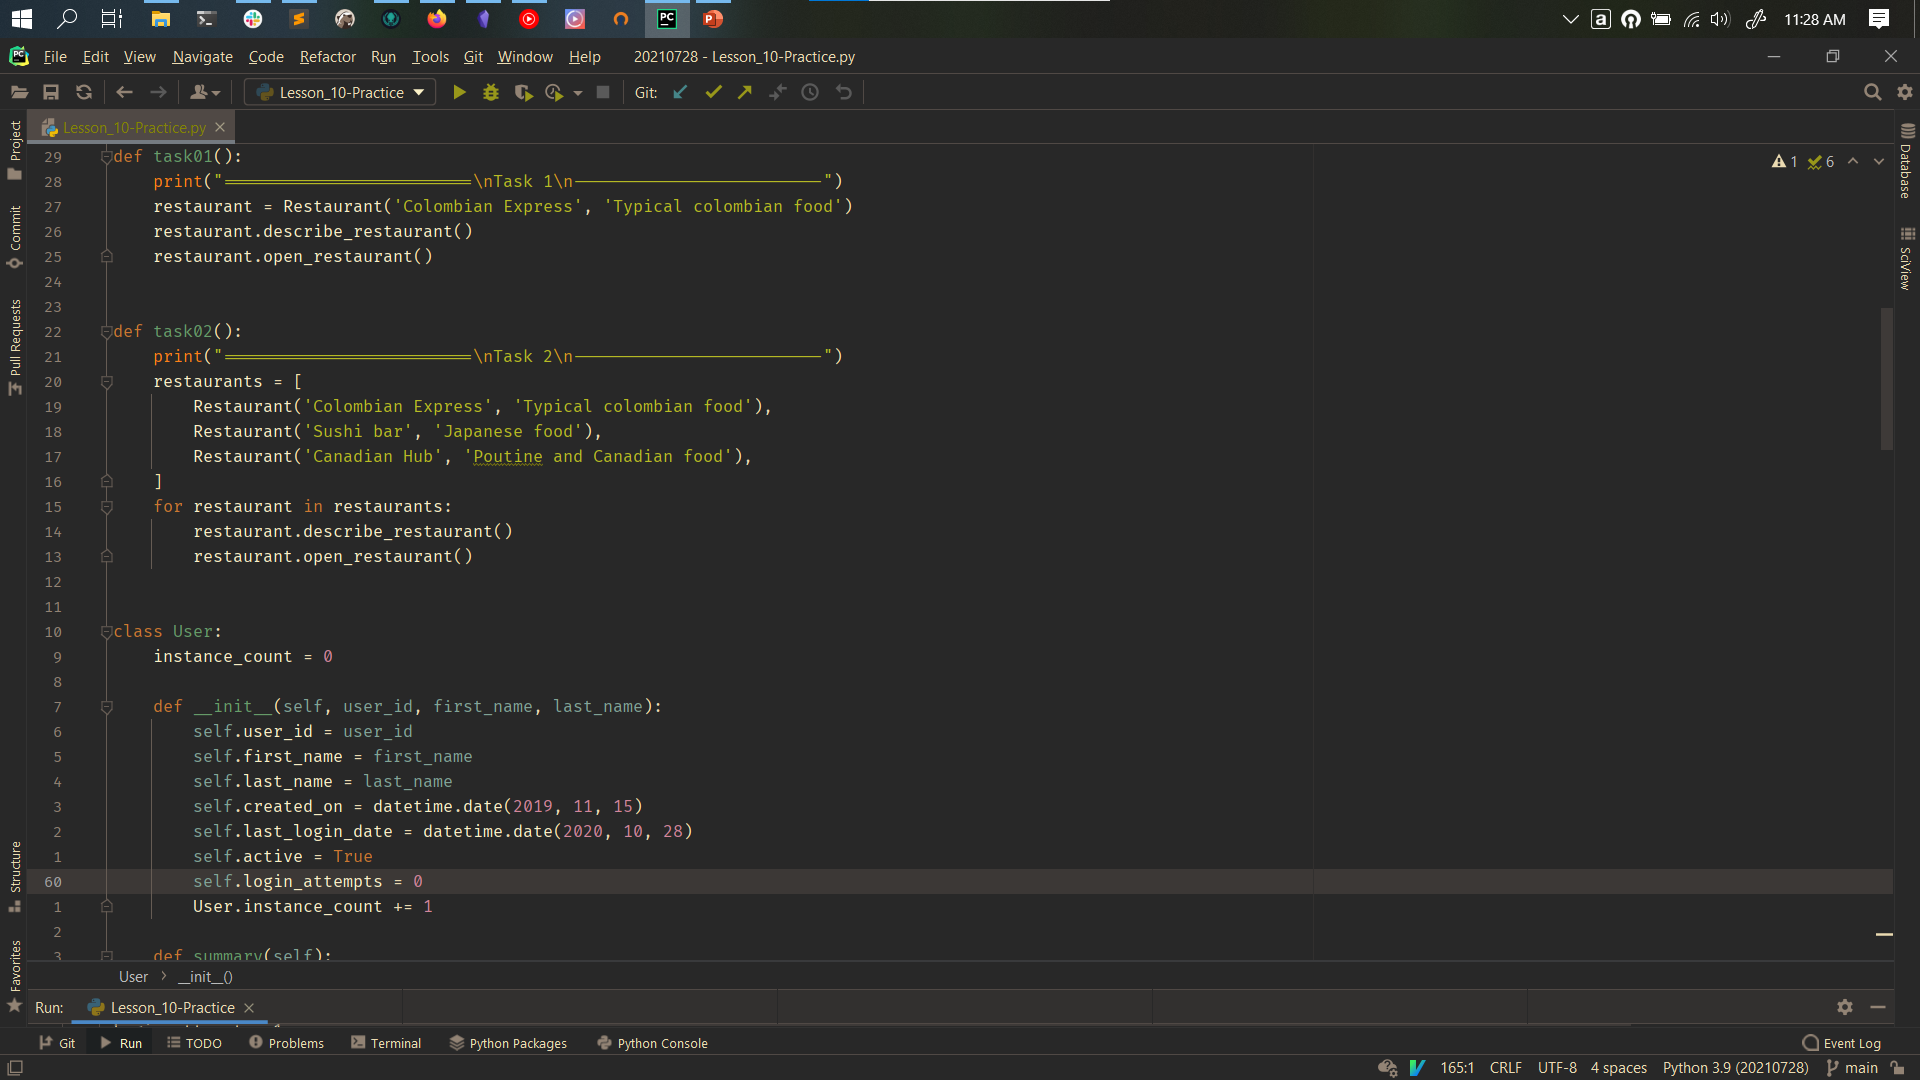 11:28 AM
File Edit View Navigate Code Refactor Run Tools Git Window Help 20210728 - Lesson_10-Practice.py
Lesson_10-Practice Git:
Lesson_10-Practice.py
Project
Commit
Pull Requests
Structure
Favorites
Database
SciView
1 6
29 def task01():
28 print("=========================\nTask 1\n-------------------------")
27 restaurant = Restaurant('Colombian Express', 'Typical colombian food')
26 restaurant.describe_restaurant()
25 restaurant.open_restaurant()
24
23
22 def task02():
21 print("=========================\nTask 2\n-------------------------")
20 restaurants = [
19 Restaurant('Colombian Express', 'Typical colombian food'),
18 Restaurant('Sushi bar', 'Japanese food'),
17 Restaurant('Canadian Hub', 'Poutine and Canadian food'),
16 ]
15 for restaurant in restaurants:
14 restaurant.describe_restaurant()
13 restaurant.open_restaurant()
12
11
10 class User:
9 instance_count = 0
8
7 def __init__(self, user_id, first_name, last_name):
6 self.user_id = user_id
5 self.first_name = first_name
4 self.last_name = last_name
3 self.created_on = datetime.date(2019, 11, 15)
2 self.last_login_date = datetime.date(2020, 10, 28)
1 self.active = True
60 self.login_attempts = 0
1 User.instance_count += 1
2
3 def summary(self):
User > __init__()
Run: Lesson_10-Practice
Git Run TODO Problems Terminal Python Packages Python Console Event Log
165:1 CRLF UTF-8 4 spaces Python 3.9 (20210728) main